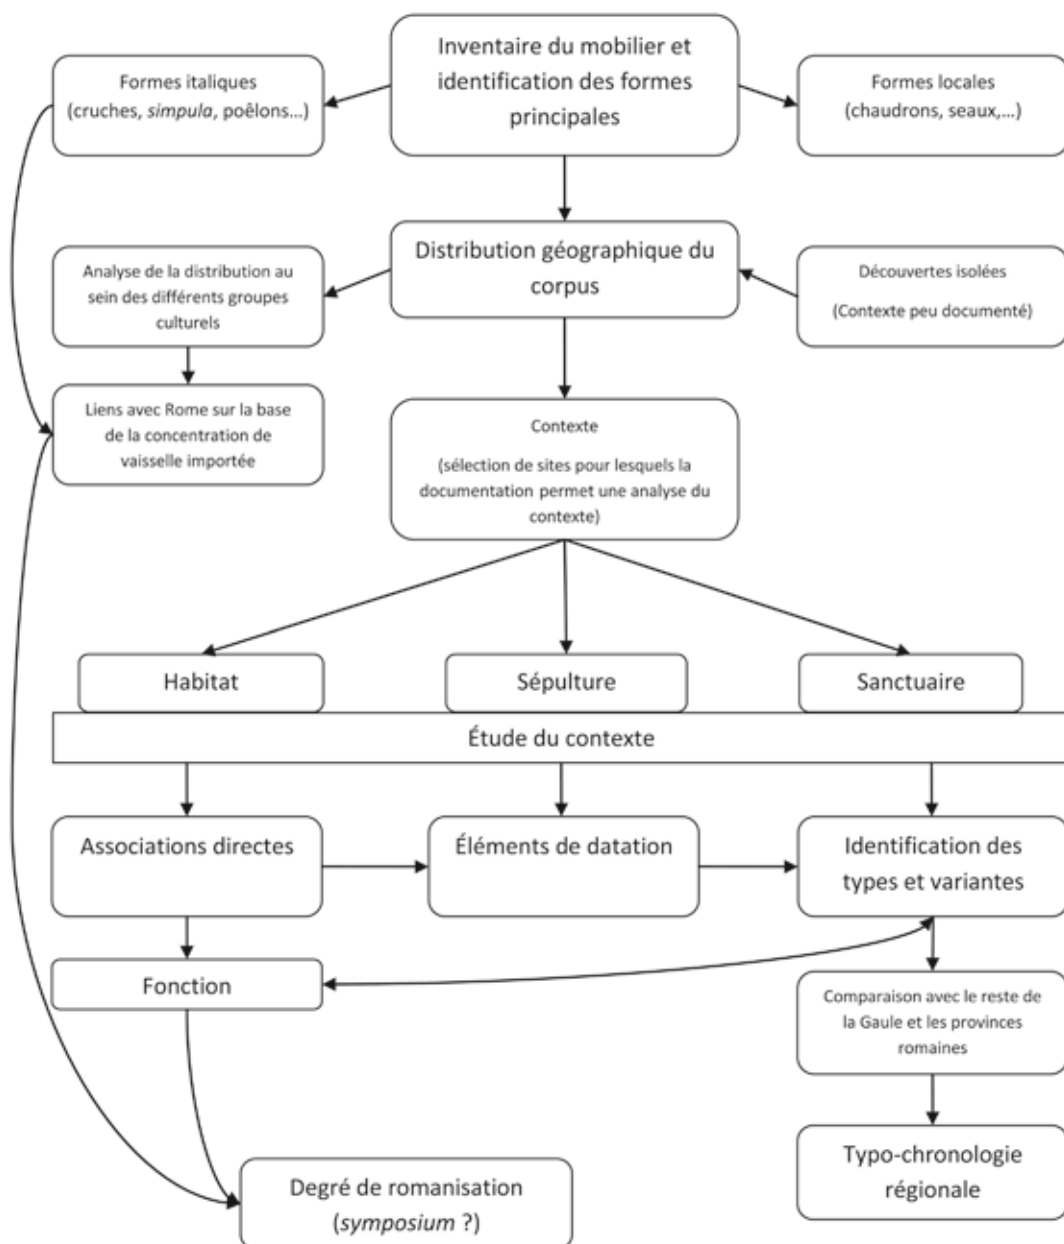 Inventaire du mobilier et
identification des formes
principales
Formes italiques
(cruches, simpula, poêlons…)
Formes locales
(chaudrons, seaux,…)
Distribution géographique du
corpus
Analyse de la distribution au
sein des différents groupes
culturels
Découvertes isolées
(Contexte peu documenté)
Liens avec Rome sur la base
de la concentration de
vaisselle importée
Contexte
(sélection de sites pour lesquels la
documentation permet une analyse du
contexte)
Habitat
Sépulture
Sanctuaire
Étude du contexte
Associations directes
Éléments de datation
Identification des
types et variantes
Fonction
Comparaison avec le reste de
la Gaule et les provinces
romaines
Typo-chronologie
régionale
Degré de romanisation
(symposium ?)